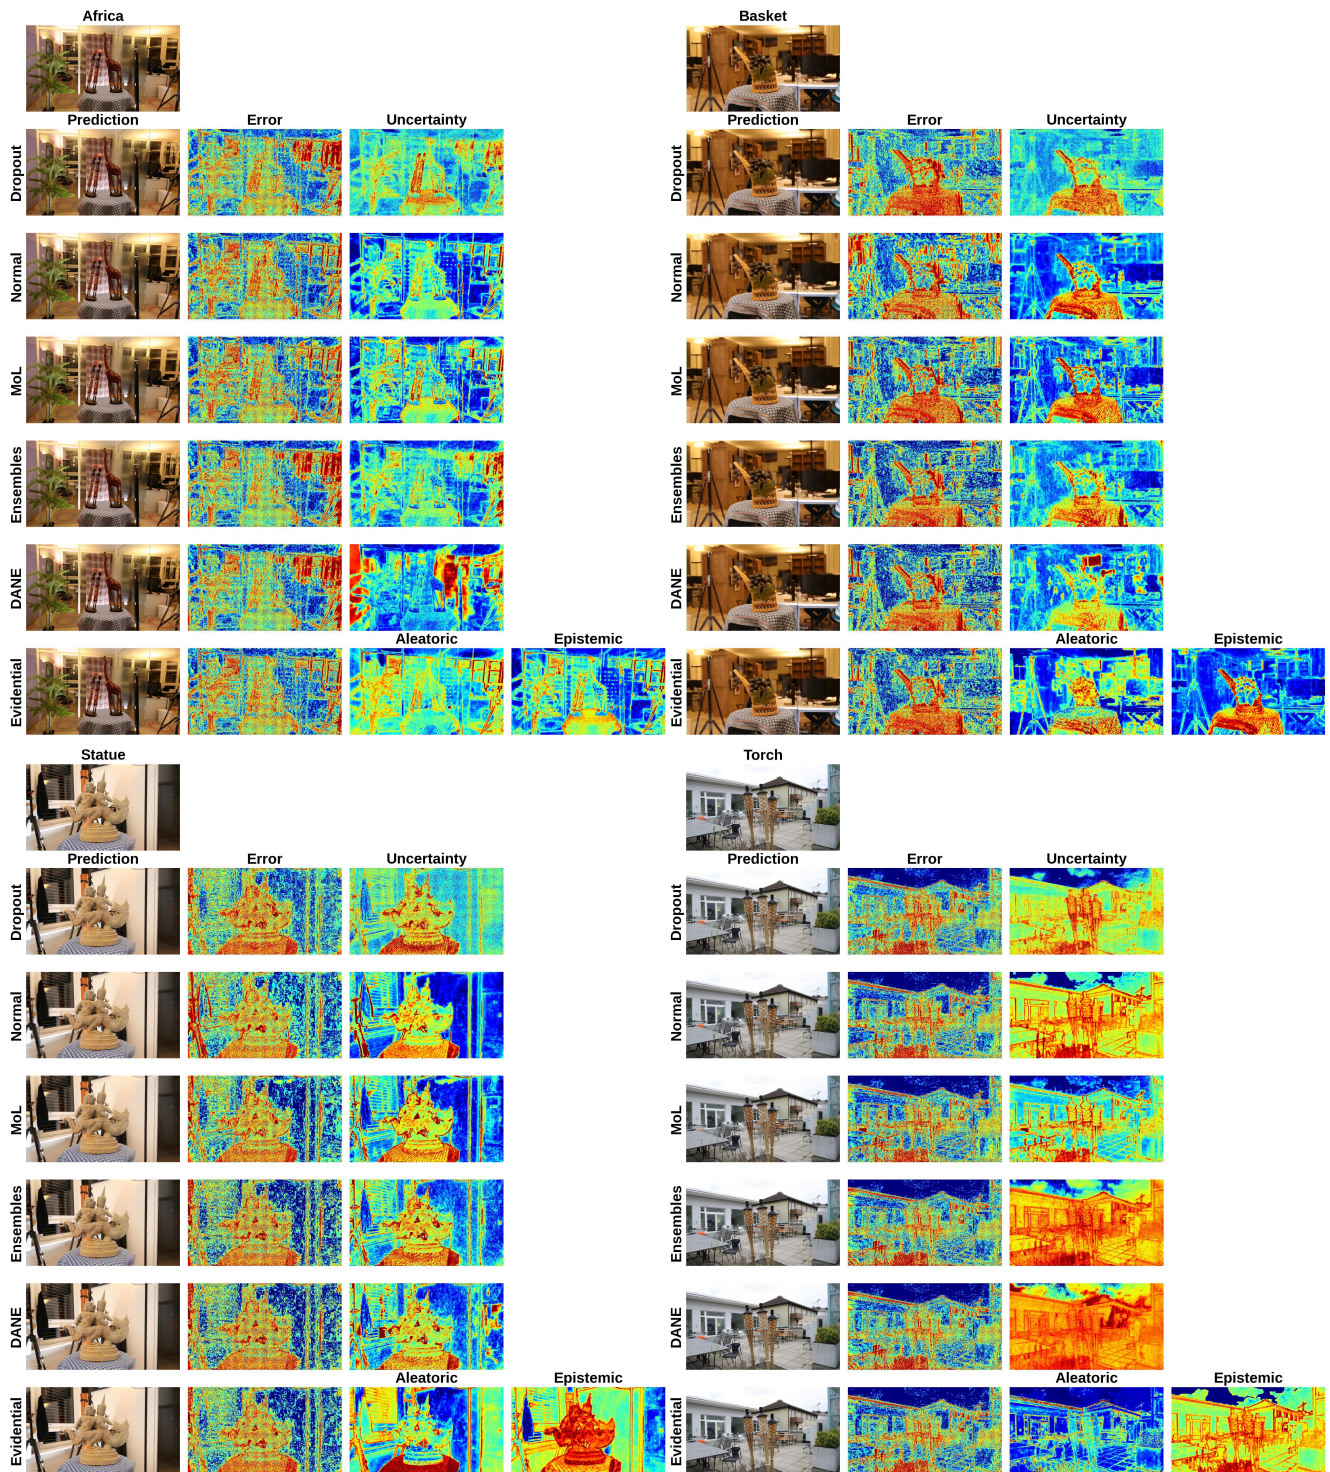 Africa
Prediction Error Uncertainty
Dropout
Normal
MoL
Ensembles
DANE
Aleatoric Epistemic
Evidential
Basket
Prediction Error Uncertainty
Dropout
Normal
MoL
Ensembles
DANE
Aleatoric Epistemic
Evidential
Statue
Prediction Error Uncertainty
Dropout
Normal
MoL
Ensembles
DANE
Aleatoric Epistemic
Evidential
Torch
Prediction Error Uncertainty
Dropout
Normal
MoL
Ensembles
DANE
Aleatoric Epistemic
Evidential